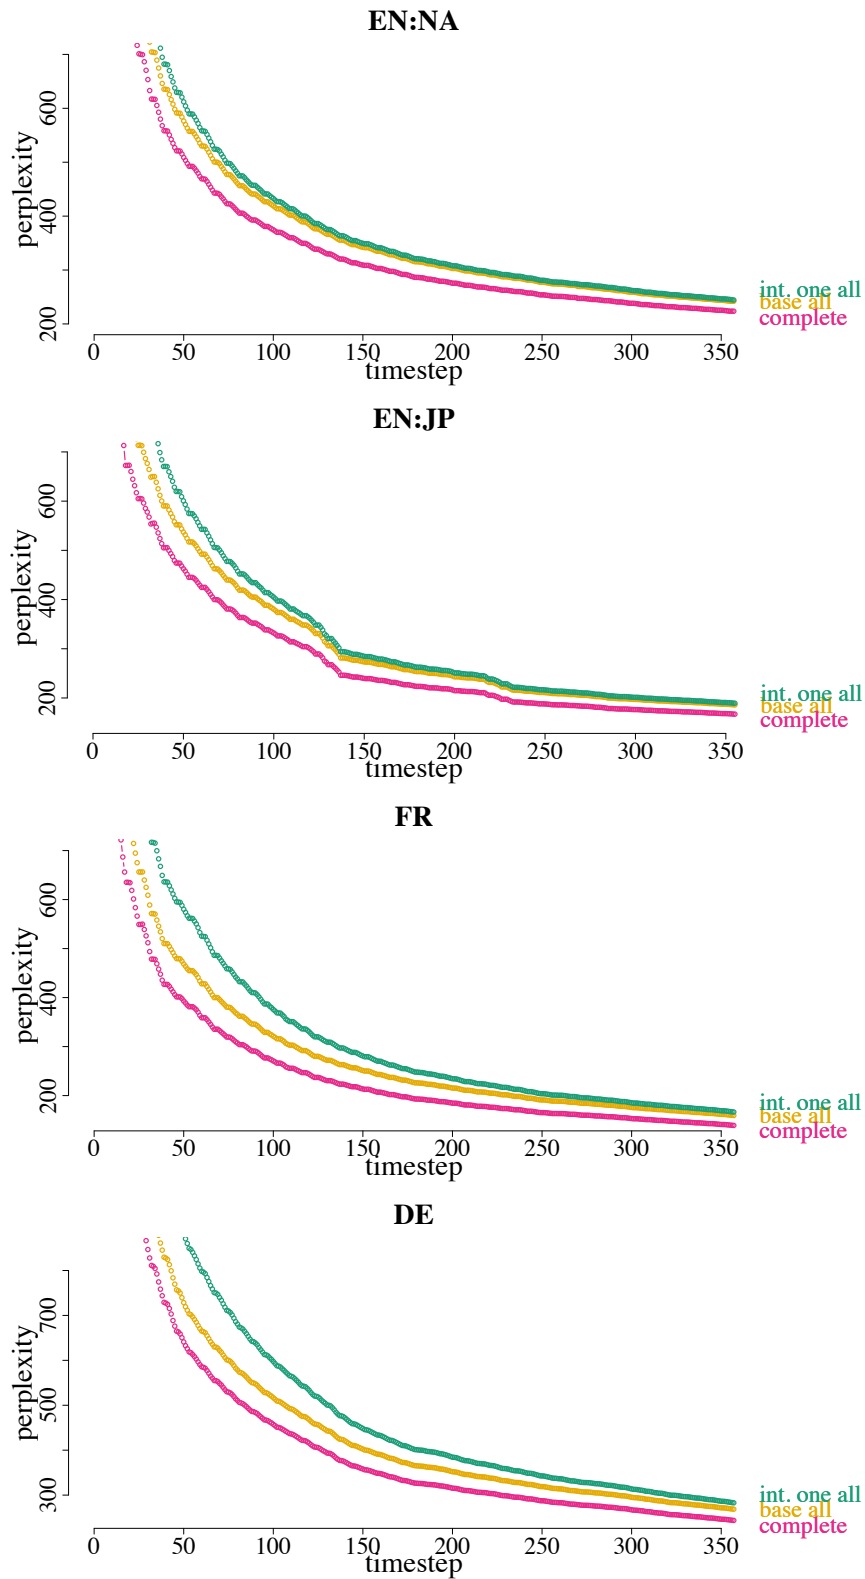 EN:NA
perplexity
600
400
200
int. one all
base all
complete
0 50 100 150 200 250 300 350
timestep
EN:JP
perplexity
600
400
200
int. one all
base all
complete
0 50 100 150 200 250 300 350
timestep
FR
perplexity
600
400
200
int. one all
base all
complete
0 50 100 150 200 250 300 350
timestep
DE
perplexity
700
500
300
int. one all
base all
complete
0 50 100 150 200 250 300 350
timestep